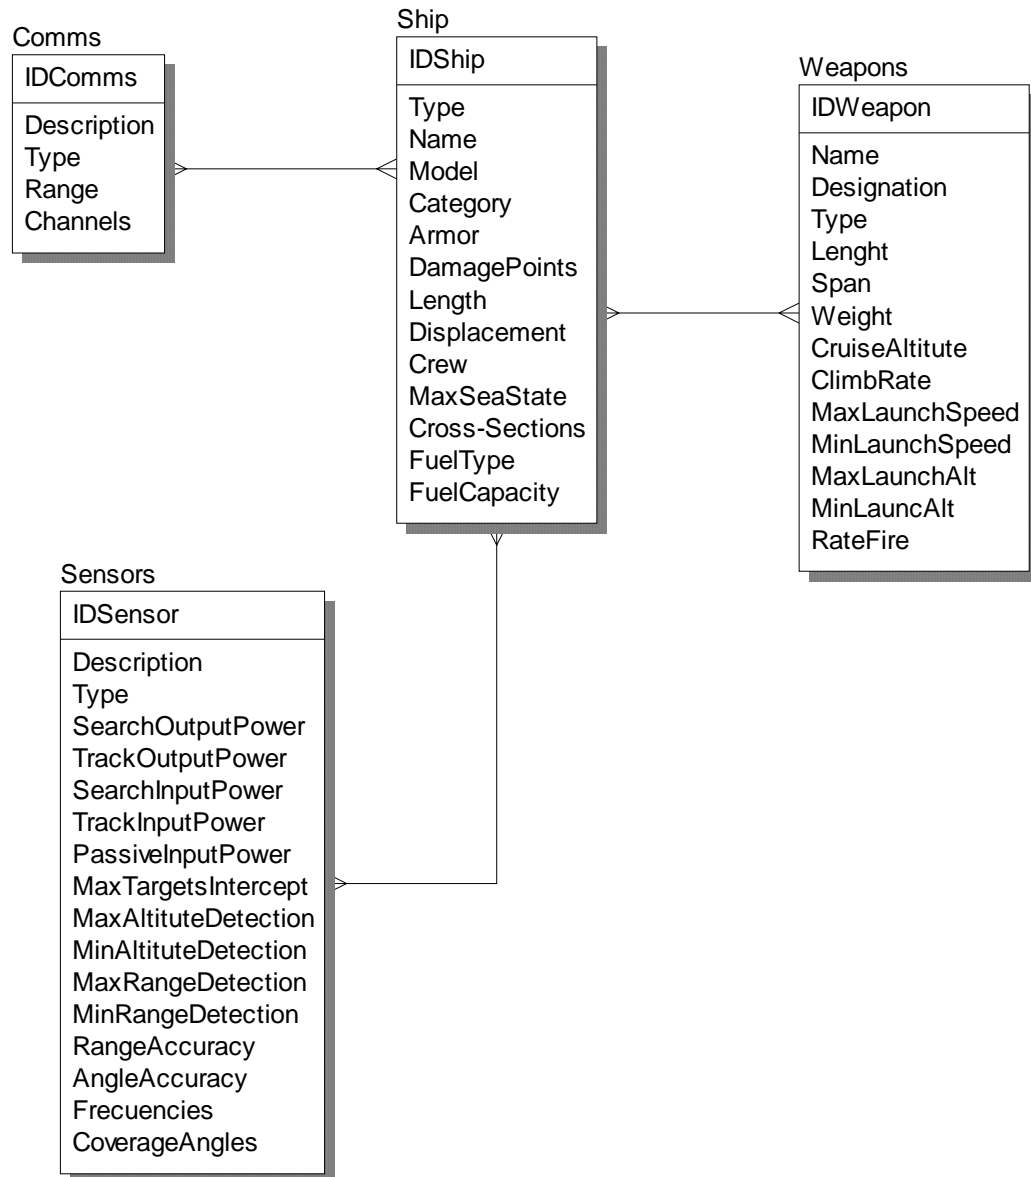 Comms
IDComms
Description
Type
Range
Channels
Ship
IDShip
Type
Name
Model
Category
Armor
DamagePoints
Length
Displacement
Crew
MaxSeaState
Cross-Sections
FuelType
FuelCapacity
Weapons
IDWeapon
Name
Designation
Type
Lenght
Span
Weight
CruiseAltitute
ClimbRate
MaxLaunchSpeed
MinLaunchSpeed
MaxLaunchAlt
MinLauncAlt
RateFire
Sensors
IDSensor
Description
Type
SearchOutputPower
TrackOutputPower
SearchInputPower
TrackInputPower
PassiveInputPower
MaxTargetsIntercept
MaxAltituteDetection
MinAltituteDetection
MaxRangeDetection
MinRangeDetection
RangeAccuracy
AngleAccuracy
Frecuencies
CoverageAngles